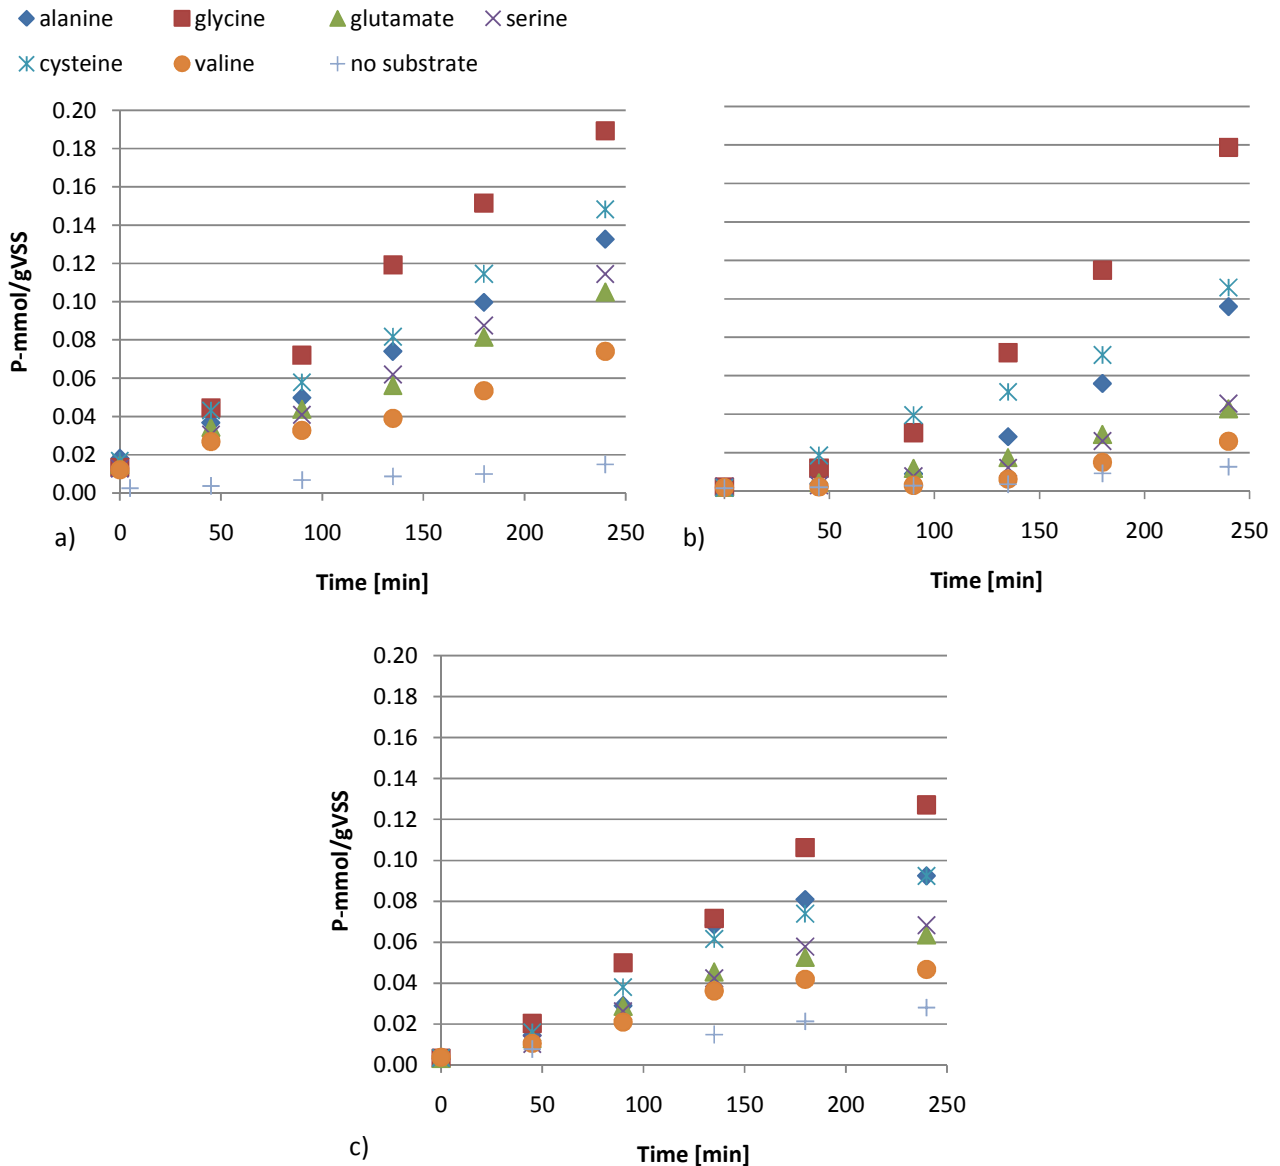 alanine glycine glutamate serine
cysteine valine no substrate
0.20
0.18
0.16
0.14
0.12
0.10
0.08
0.06
0.04
0.02
0.00
P-mmol/gVSS
0 50 100 150 200 250
a)
Time [min]
50 100 150 200 250
b)
Time [min]
0.20
0.18
0.16
0.14
0.12
0.10
0.08
0.06
0.04
0.02
0.00
P-mmol/gVSS
0 50 100 150 200 250
c)
Time [min]